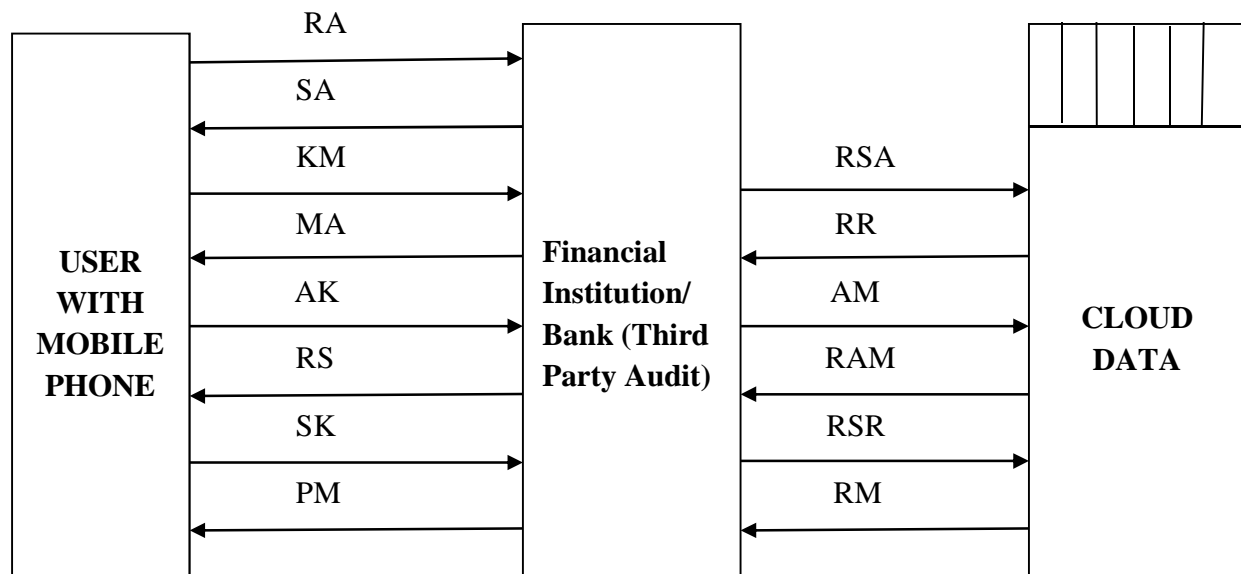 RA
SA
KM
MA
AK
RS
SK
PM
USER
WITH
MOBILE
PHONE
Financial
Institution/
Bank (Third
Party Audit)
RSA
RR
AM
RAM
RSR
RM
CLOUD
DATA